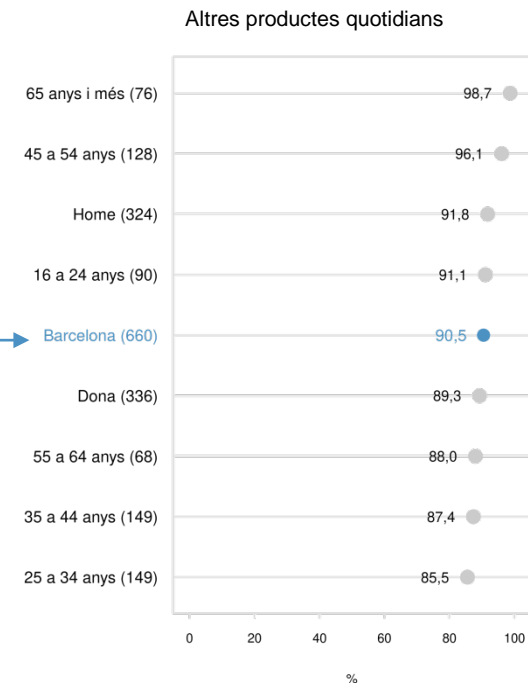 Altres productes quotidians
65 anys i més (76) 98,7
45 a 54 anys (128) 96,1
Home (324) 91,8
16 a 24 anys (90) 91,1
Barcelona (660) 90,5
Dona (336) 89,3
55 a 64 anys (68) 88,0
35 a 44 anys (149) 87,4
25 a 34 anys (149) 85,5
0 20 40 60 80 100
%